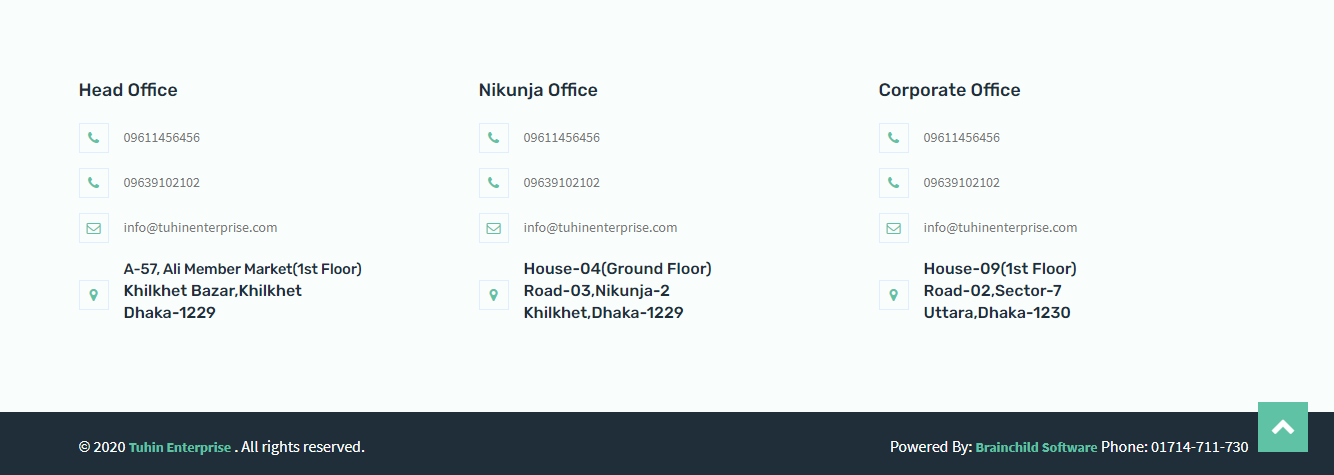 Head Office
09611456456
09639102102
info@tuhinenterprise.com
A-57, Ali Member Market(1st Floor)
Khilkhet Bazar,Khilkhet
Dhaka-1229
Nikunja Office
09611456456
09639102102
info@tuhinenterprise.com
House-04(Ground Floor)
Road-03,Nikunja-2
Khilkhet,Dhaka-1229
Corporate Office
09611456456
09639102102
info@tuhinenterprise.com
House-09(1st Floor)
Road-02,Sector-7
Uttara,Dhaka-1230
© 2020 Tuhin Enterprise . All rights reserved.
Powered By: Brainchild Software Phone: 01714-711-730